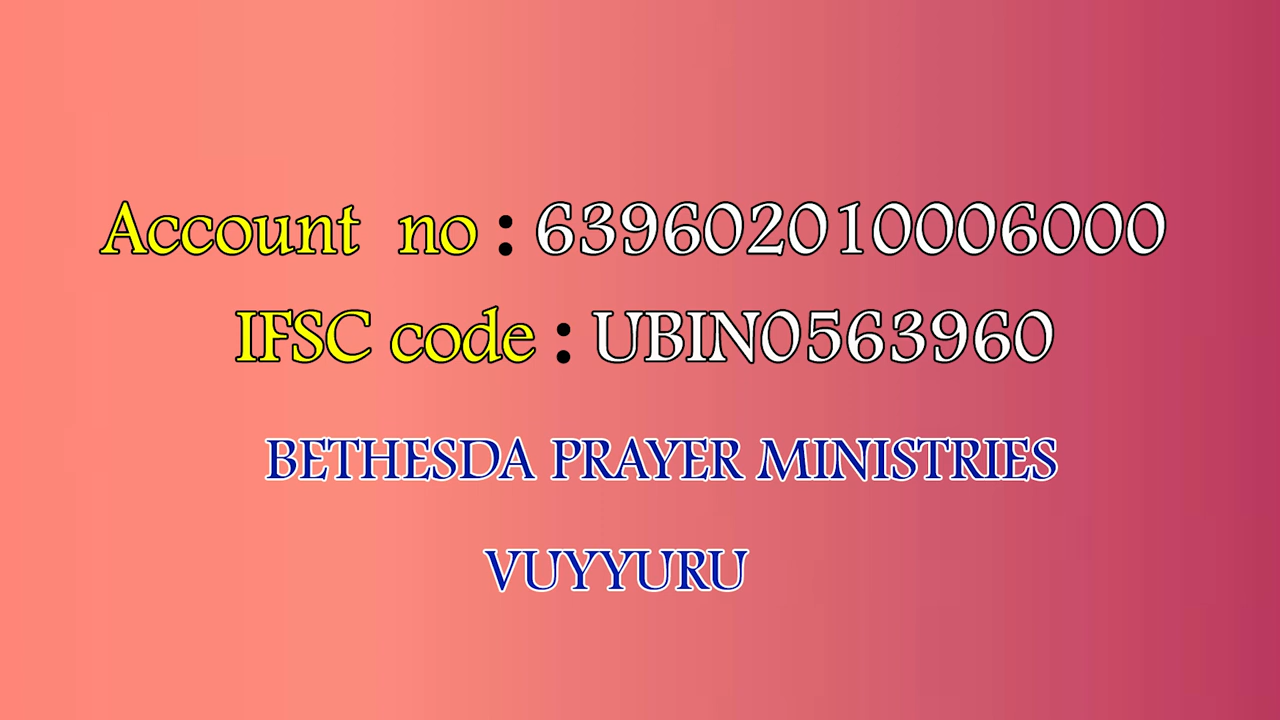 Account no : 639602010006000
IFSC code : UBIN0563960
BETHESDA PRAYER MINISTRIES
VUYYURU